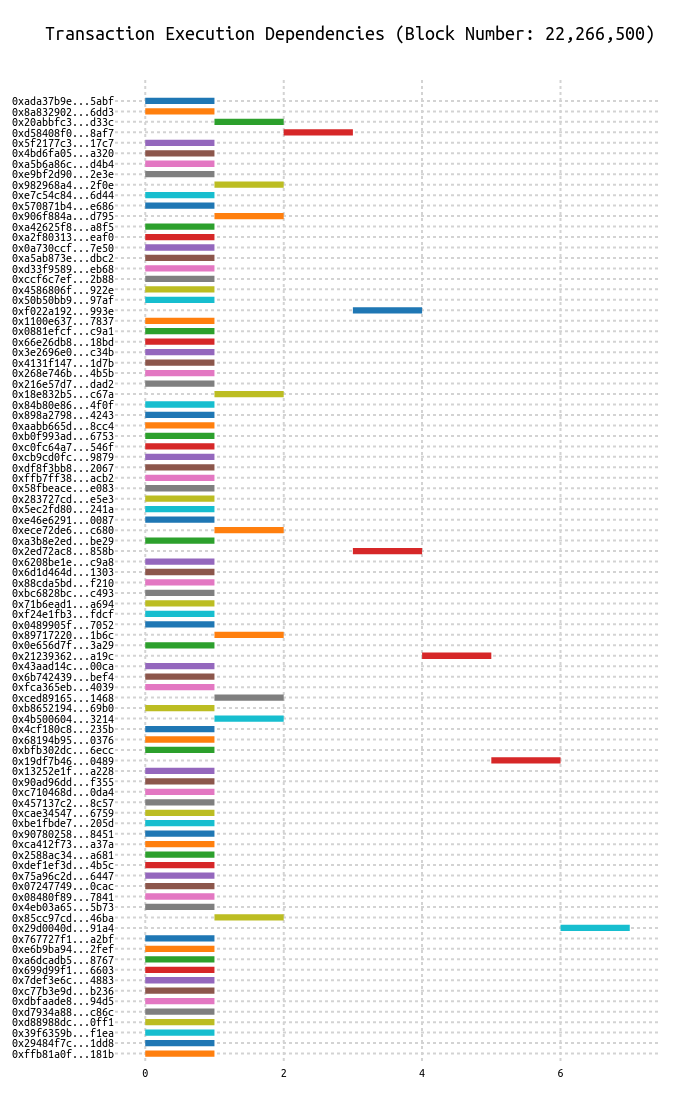 Transaction Execution Dependencies (Block Number: 22,266,500)
0xada37b9e...5abf
0x8a832902...6dd3
0x20abbfc3...d33c
0xd58408f0...8af7
0x5f2177c3...17c7
0x4bd6fa05...a320
0xa5b6a86c...d4b4
0xe9bf2d90...2e3e
0x982968a4...2f0e
0xe7c54c84...6d44
0x570871b4...e686
0x906f884a...d795
0xa42625f8...a8f5
0xa2f80313...eaf0
0x0a730ccf...7e50
0xa5ab873e...dbc2
0xd33f9589...eb68
0xccf6c7ef...2b88
0x4586806f...922e
0x50b50bb9...97af
0xf022a192...993e
0x1100e637...7837
0x0881efcf...c9a1
0x66e26db8...18bd
0x3e2696e0...c34b
0x4131f147...1d7b
0x268e746b...4b5b
0x216e57d7...dad2
0x18e832b5...c67a
0x84b80e86...4f0f
0x898a2798...4243
0xaabb665d...8cc4
0xb0f993ad...6753
0xc0fc64a7...546f
0xcb9cd0fc...9879
0xdf8f3bb8...2067
0xffb7ff38...acb2
0x58fbeace...e083
0x283727cd...e5e3
0x5ec2fd80...241a
0xe46e6291...0087
0xece72de6...c680
0xa3b8e2ed...be29
0x2ed72ac8...858b
0x6208be1e...c9a8
0x6d1d464d...1303
0x88cda5bd...f210
0xbc6828bc...c493
0x71b6ead1...a694
0xf24e1fb3...fdcf
0x0489905f...7052
0x89717220...1b6c
0x0e656d7f...3a29
0x21239362...a19c
0x43aad14c...00ca
0x6b742439...bef4
0xfca365eb...4039
0xced89165...1468
0xb8652194...69b0
0x4b500604...3214
0x4cf180c8...235b
0x68194b95...0376
0xbfb302dc...6ecc
0x19df7b46...0489
0x13252e1f...a228
0x90ad96dd...f355
0xc710468d...0da4
0x457137c2...8c57
0xcae34547...6759
0xbe1fbde7...205d
0x90780258...8451
0xca412f73...a37a
0x2588ac34...a681
0xdef1ef3d...4b5c
0x75a96c2d...6447
0x07247749...0cac
0x08480f89...7841
0x4eb03a65...5b73
0x85cc97cd...46ba
0x29d0040d...91a4
0x767727f1...a2bf
0xe6b9ba94...2fef
0xa6dcadb5...8767
0x699d99f1...6603
0x7def3e6c...4883
0xc77b3e9d...b236
0xdbfaade8...94d5
0xd7934a88...c86c
0xd88988dc...0ff1
0x39f6359b...f1ea
0x29484f7c...1dd8
0xffb81a0f...181b
0 2 4 6